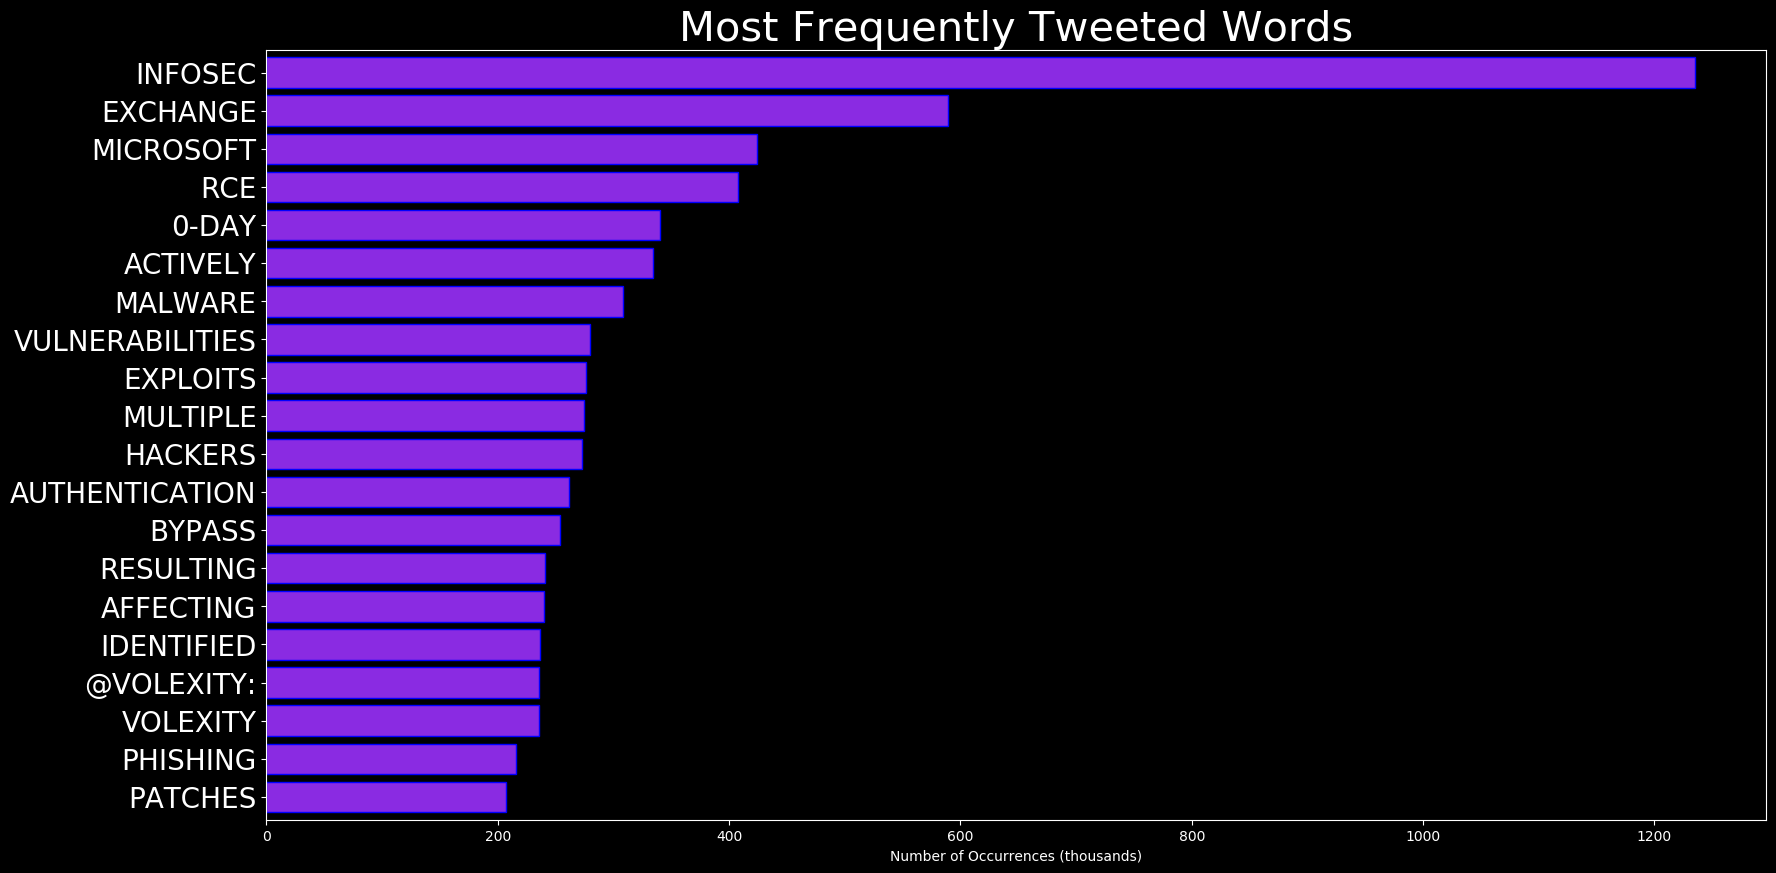 Most Frequently Tweeted Words
INFOSEC
EXCHANGE
MICROSOFT
RCE
0-DAY
ACTIVELY
MALWARE
VULNERABILITIES
EXPLOITS
MULTIPLE
HACKERS
AUTHENTICATION
BYPASS
RESULTING
AFFECTING
IDENTIFIED
@VOLEXITY:
VOLEXITY
PHISHING
PATCHES
0 200 400 600 800 1000 1200
Number of Occurrences (thousands)